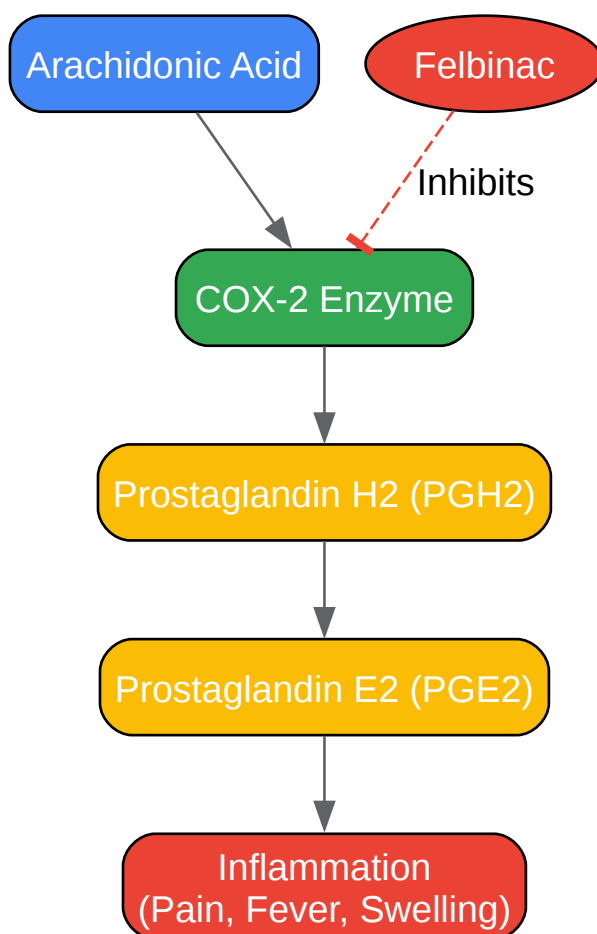 Arachidonic Acid
Felbinac
Inhibits
COX-2 Enzyme
Prostaglandin H2 (PGH2)
Prostaglandin E2 (PGE2)
Inflammation
(Pain, Fever, Swelling)